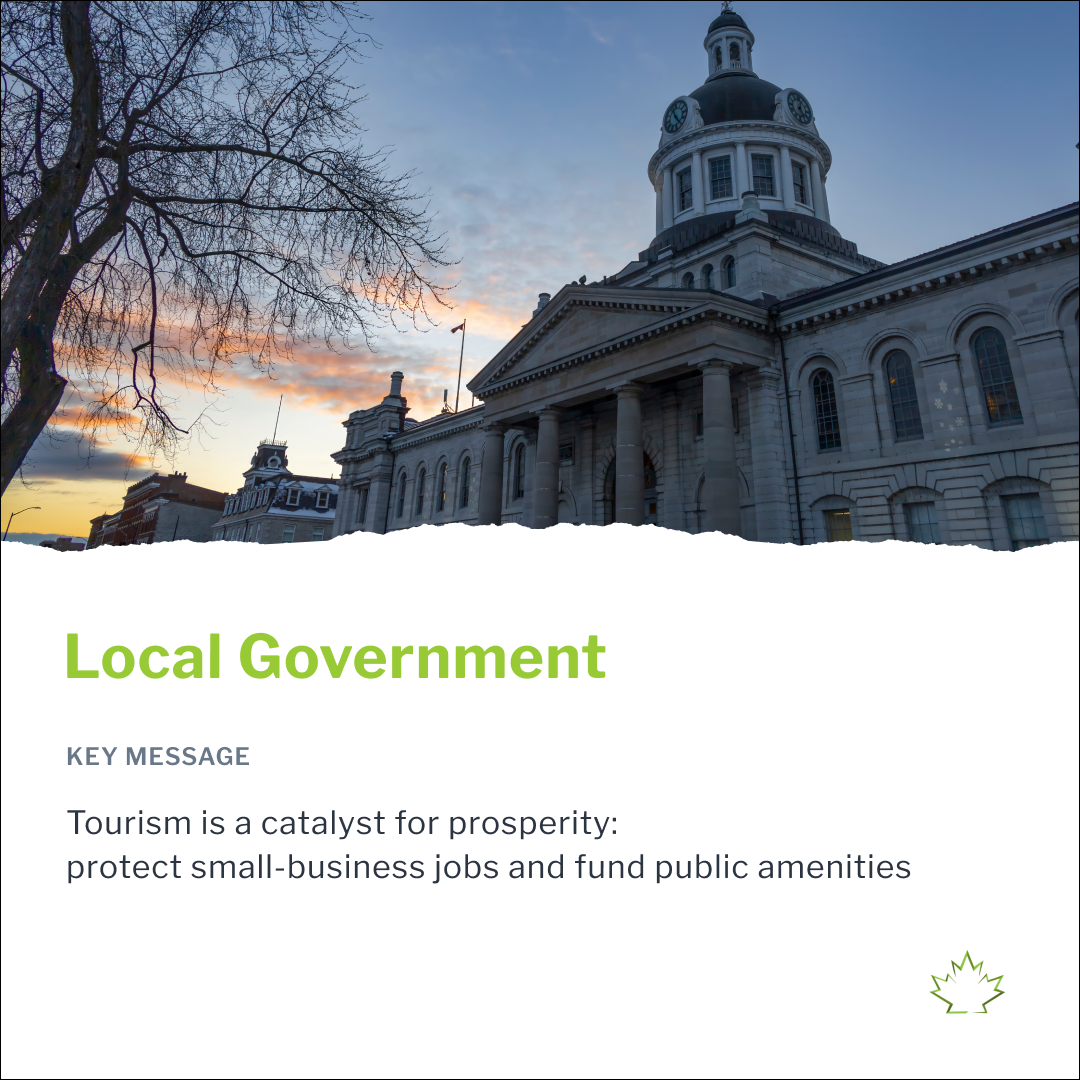 Local Government
KEY MESSAGE
Tourism is a catalyst for prosperity:
protect small-business jobs and fund public amenities